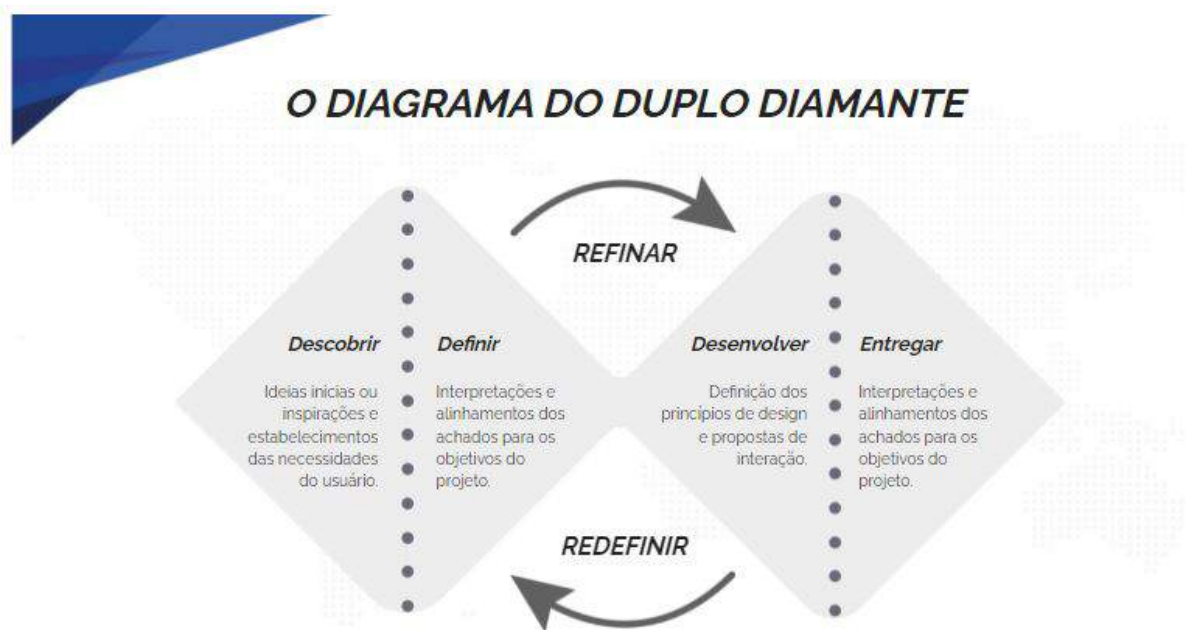 O DIAGRAMA DO DUPLO DIAMANTE
REFINAR
Descobrir
Ideias inicias ou
inspirações e
estabelecimentos
das necessidades
do usuário.
Definir
Interpretações e
alinhamentos dos
achados para os
objetivos do
projeto.
Desenvolver
Definição dos
princípios de design
e propostas de
interação.
Entregar
Interpretações e
alinhamentos dos
achados para os
objetivos do
projeto.
REDEFINIR